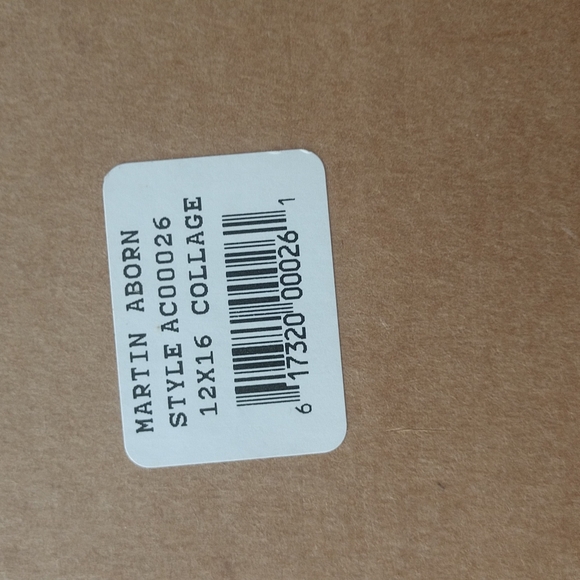 MARTIN ABORN
STYLE AC00026
12X16 COLLAGE
6 17320 00026 1